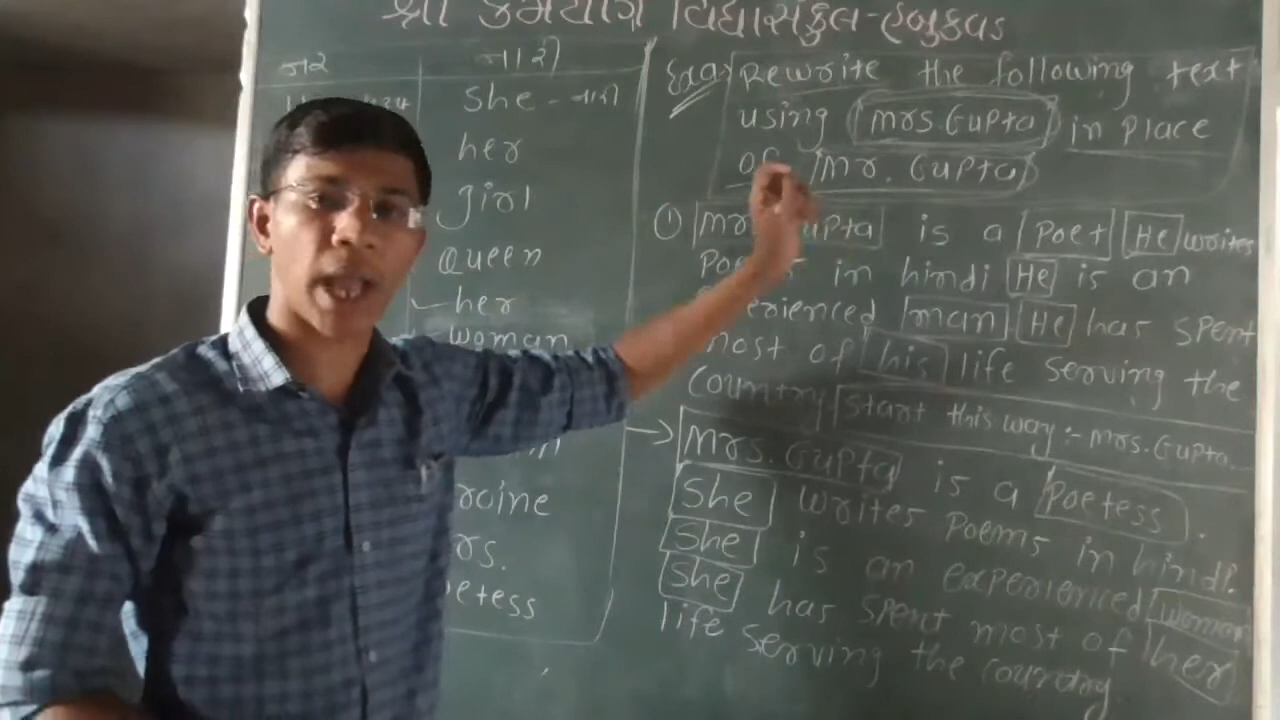 શ્રી કર્મયોગ વિદ્યાસંકુલ-હળુકવડ
નર નારી
she - નારી
her
girl
Queen
her
woman
roine
rs.
etess
Exa) Rewrite the following text
using Mrs. Gupta in place
of Mr. Gupta
① Mr. Gupta is a poet He writes
in hindi He is an
man He has spent
most of his life serving the
country start this way :- Mrs. Gupta.
→ Mrs. Gupta is a Poetess.
She writes poems in hindi.
She is an experienced woman
She has spent most of her
life serving the country